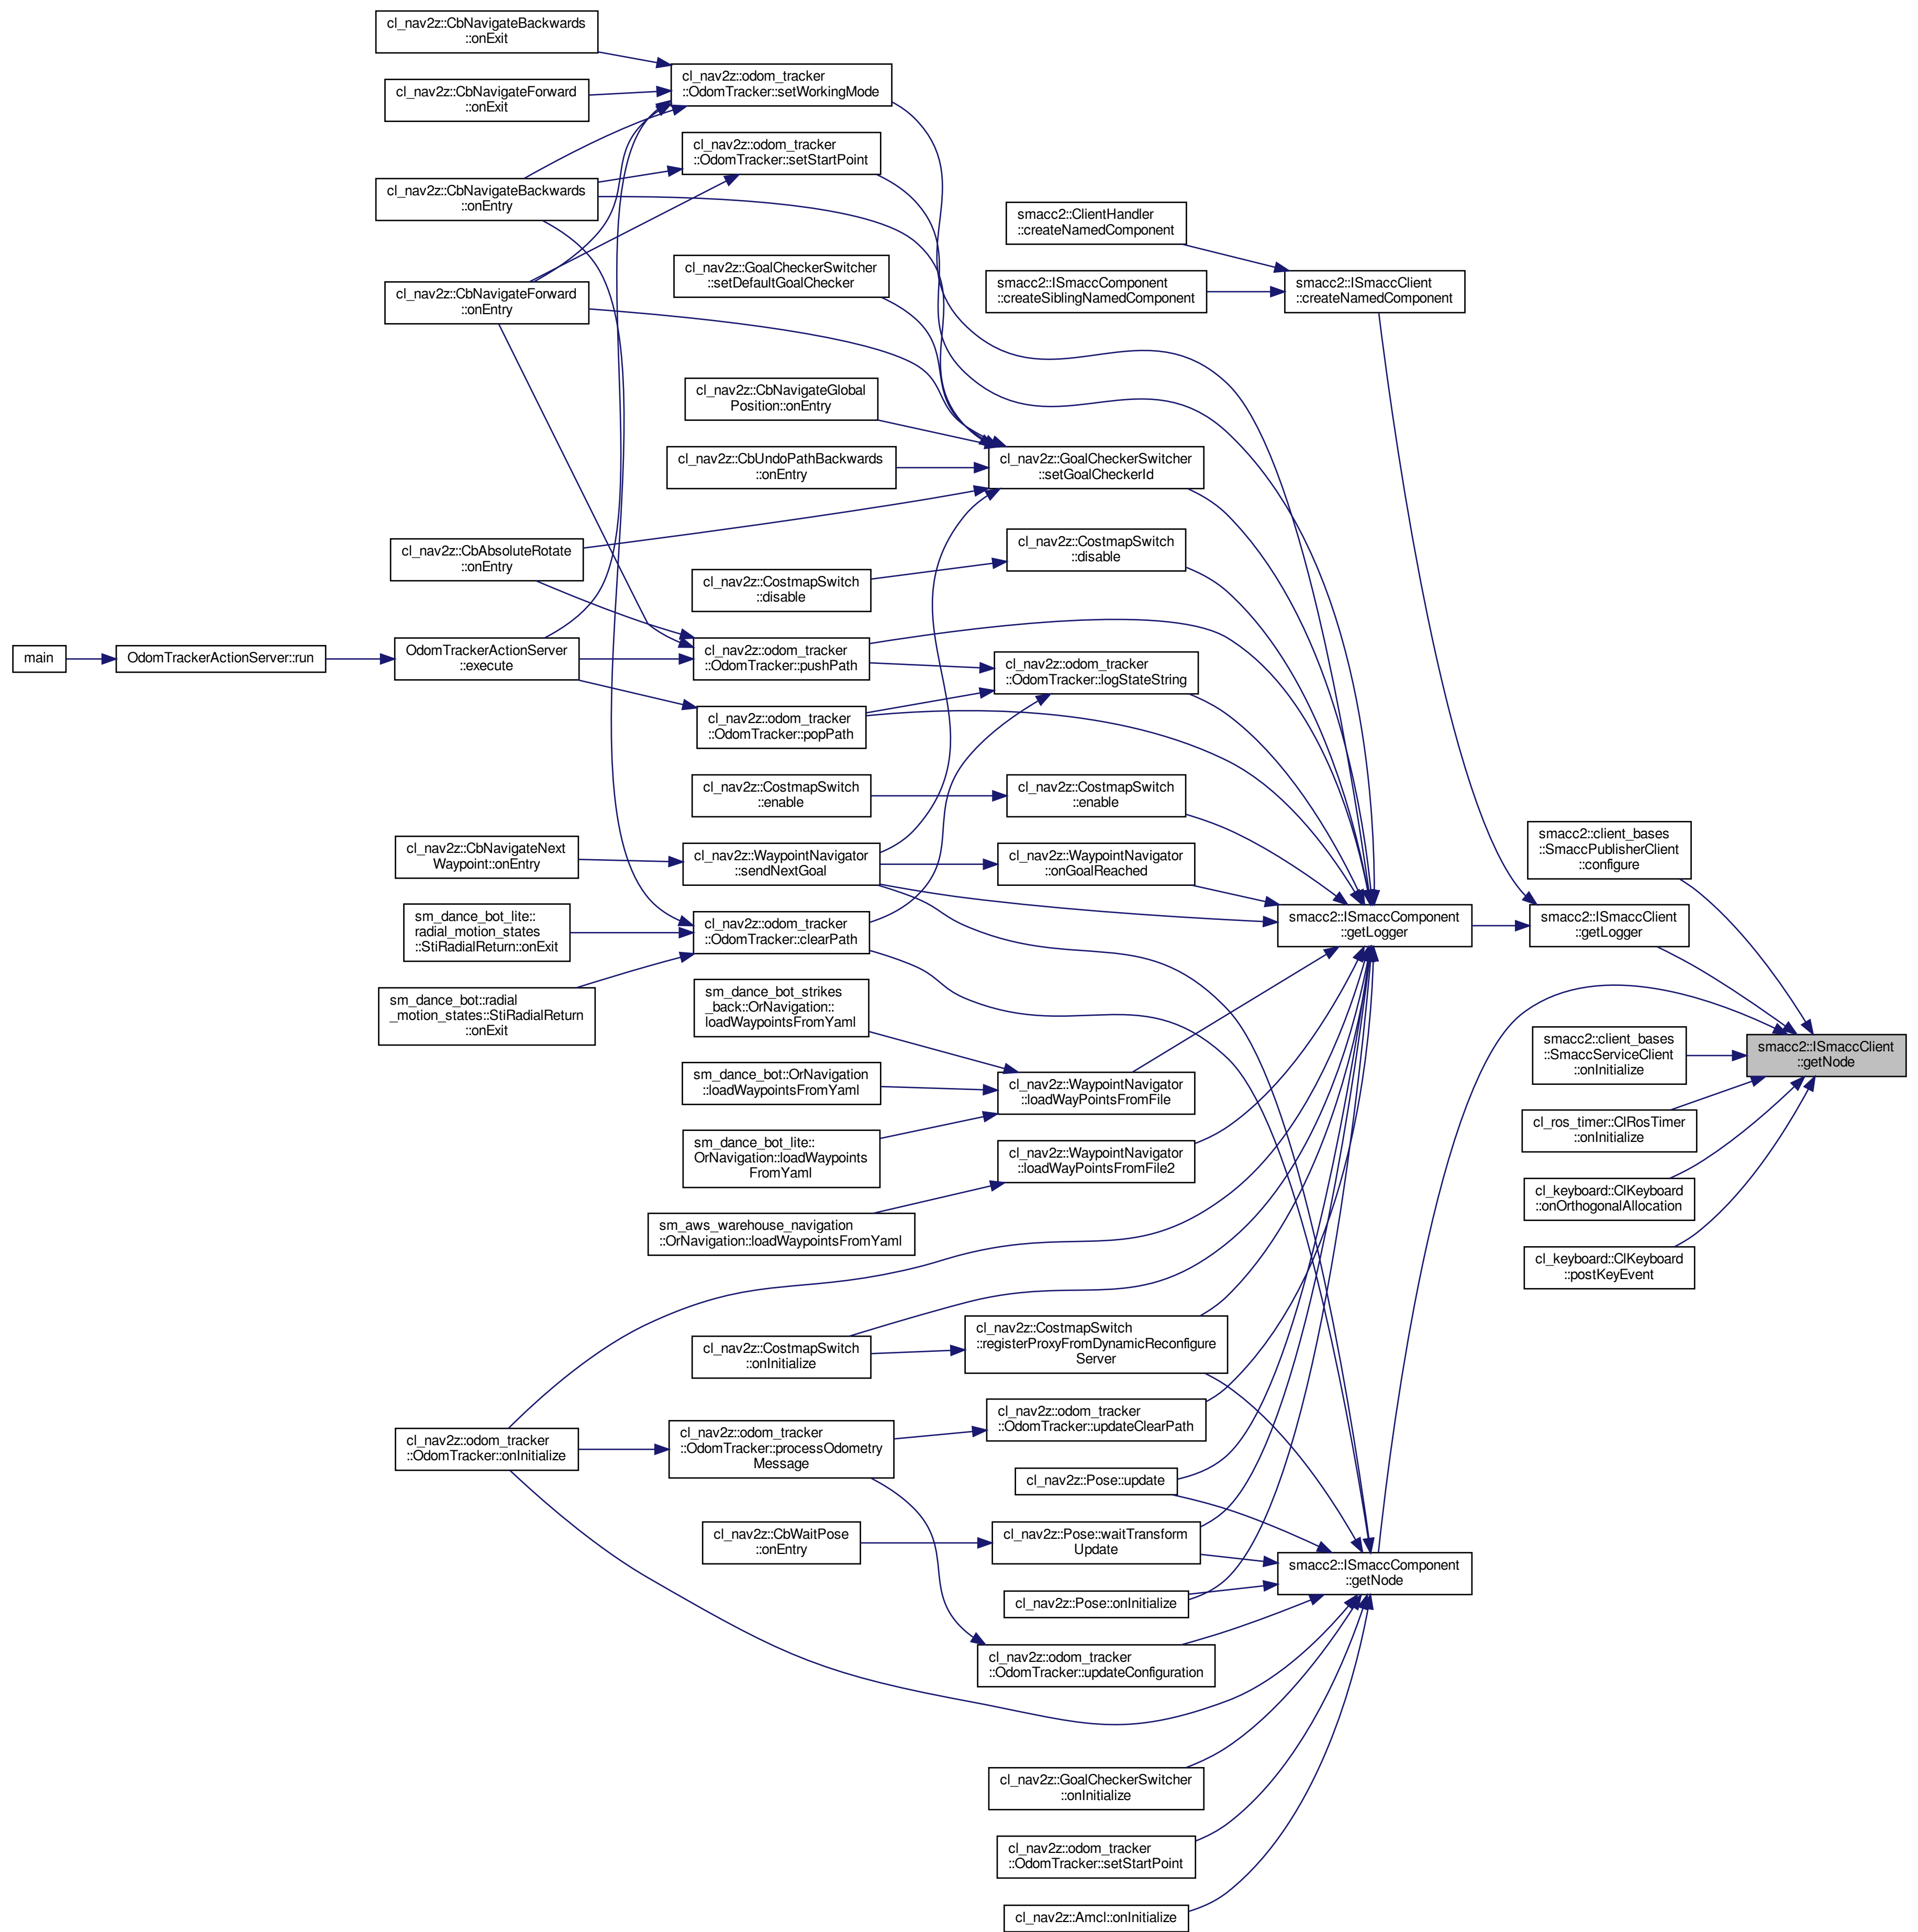 cl_nav2z::CbNavigateBackwards
::onExit
cl_nav2z::CbNavigateForward
::onExit
cl_nav2z::CbNavigateBackwards
::onEntry
cl_nav2z::CbNavigateForward
::onEntry
cl_nav2z::CbAbsoluteRotate
::onEntry
main
OdomTrackerActionServer::run
OdomTrackerActionServer
::execute
cl_nav2z::CbNavigateNext
Waypoint::onEntry
sm_dance_bot_lite::
radial_motion_states
::StiRadialReturn::onExit
sm_dance_bot::radial
_motion_states::StiRadialReturn
::onExit
cl_nav2z::odom_tracker
::OdomTracker::onInitialize
cl_nav2z::odom_tracker
::OdomTracker::setWorkingMode
cl_nav2z::odom_tracker
::OdomTracker::setStartPoint
cl_nav2z::GoalCheckerSwitcher
::setDefaultGoalChecker
cl_nav2z::CbNavigateGlobal
Position::onEntry
cl_nav2z::CbUndoPathBackwards
::onEntry
cl_nav2z::CostmapSwitch
::disable
cl_nav2z::odom_tracker
::OdomTracker::pushPath
cl_nav2z::odom_tracker
::OdomTracker::popPath
cl_nav2z::CostmapSwitch
::enable
cl_nav2z::WaypointNavigator
::sendNextGoal
cl_nav2z::odom_tracker
::OdomTracker::clearPath
sm_dance_bot_strikes
_back::OrNavigation::
loadWaypointsFromYaml
sm_dance_bot::OrNavigation
::loadWaypointsFromYaml
sm_dance_bot_lite::
OrNavigation::loadWaypoints
FromYaml
sm_aws_warehouse_navigation
::OrNavigation::loadWaypointsFromYaml
cl_nav2z::CostmapSwitch
::onInitialize
cl_nav2z::odom_tracker
::OdomTracker::processOdometry
Message
cl_nav2z::CbWaitPose
::onEntry
smacc2::ClientHandler
::createNamedComponent
smacc2::ISmaccComponent
::createSiblingNamedComponent
cl_nav2z::GoalCheckerSwitcher
::setGoalCheckerId
cl_nav2z::CostmapSwitch
::disable
cl_nav2z::odom_tracker
::OdomTracker::logStateString
cl_nav2z::CostmapSwitch
::enable
cl_nav2z::WaypointNavigator
::onGoalReached
cl_nav2z::WaypointNavigator
::loadWayPointsFromFile
cl_nav2z::WaypointNavigator
::loadWayPointsFromFile2
cl_nav2z::CostmapSwitch
::registerProxyFromDynamicReconfigure
Server
cl_nav2z::odom_tracker
::OdomTracker::updateClearPath
cl_nav2z::Pose::update
cl_nav2z::Pose::waitTransform
Update
cl_nav2z::Pose::onInitialize
cl_nav2z::odom_tracker
::OdomTracker::updateConfiguration
cl_nav2z::GoalCheckerSwitcher
::onInitialize
cl_nav2z::odom_tracker
::OdomTracker::setStartPoint
cl_nav2z::Amcl::onInitialize
smacc2::ISmaccClient
::createNamedComponent
smacc2::ISmaccComponent
::getLogger
smacc2::ISmaccComponent
::getNode
smacc2::client_bases
::SmaccPublisherClient
::configure
smacc2::ISmaccClient
::getLogger
smacc2::client_bases
::SmaccServiceClient
::onInitialize
cl_ros_timer::ClRosTimer
::onInitialize
cl_keyboard::ClKeyboard
::onOrthogonalAllocation
cl_keyboard::ClKeyboard
::postKeyEvent
smacc2::ISmaccClient
::getNode